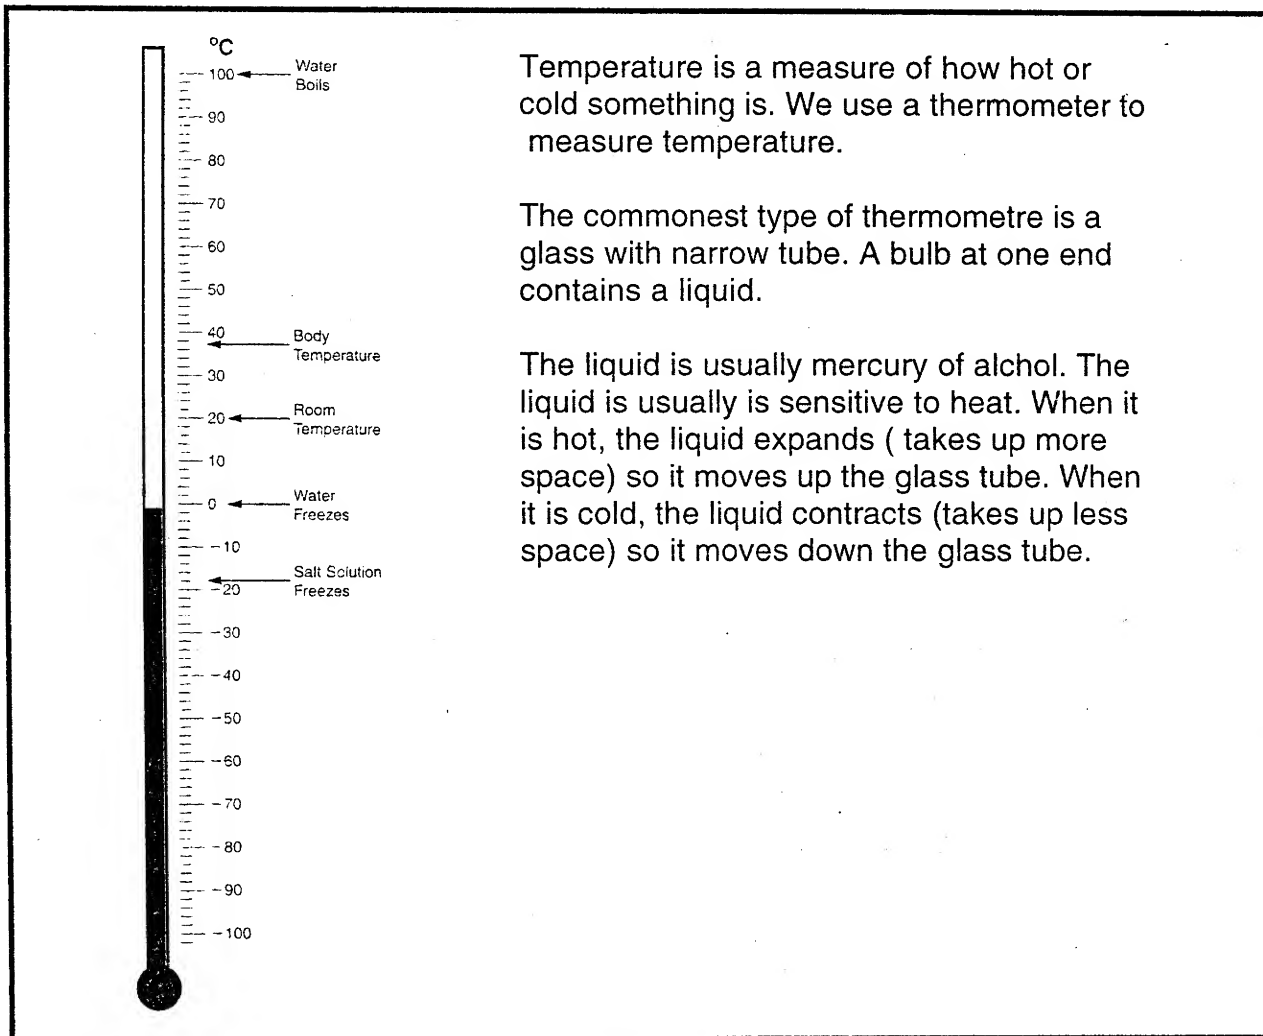 °C
100
Water
Boils
90
80
70
60
50
40
Body
Temperature
30
20
Room
Temperature
10
0
Water
Freezes
-10
Salt Solution
Freezes
-20
-30
-40
-50
-60
-70
-80
-90
-100
Temperature is a measure of how hot or
cold something is. We use a thermometer to
measure temperature.
The commonest type of thermometre is a
glass with narrow tube. A bulb at one end
contains a liquid.
The liquid is usually mercury of alchol. The
liquid is usually is sensitive to heat. When it
is hot, the liquid expands ( takes up more
space) so it moves up the glass tube. When
it is cold, the liquid contracts (takes up less
space) so it moves down the glass tube.